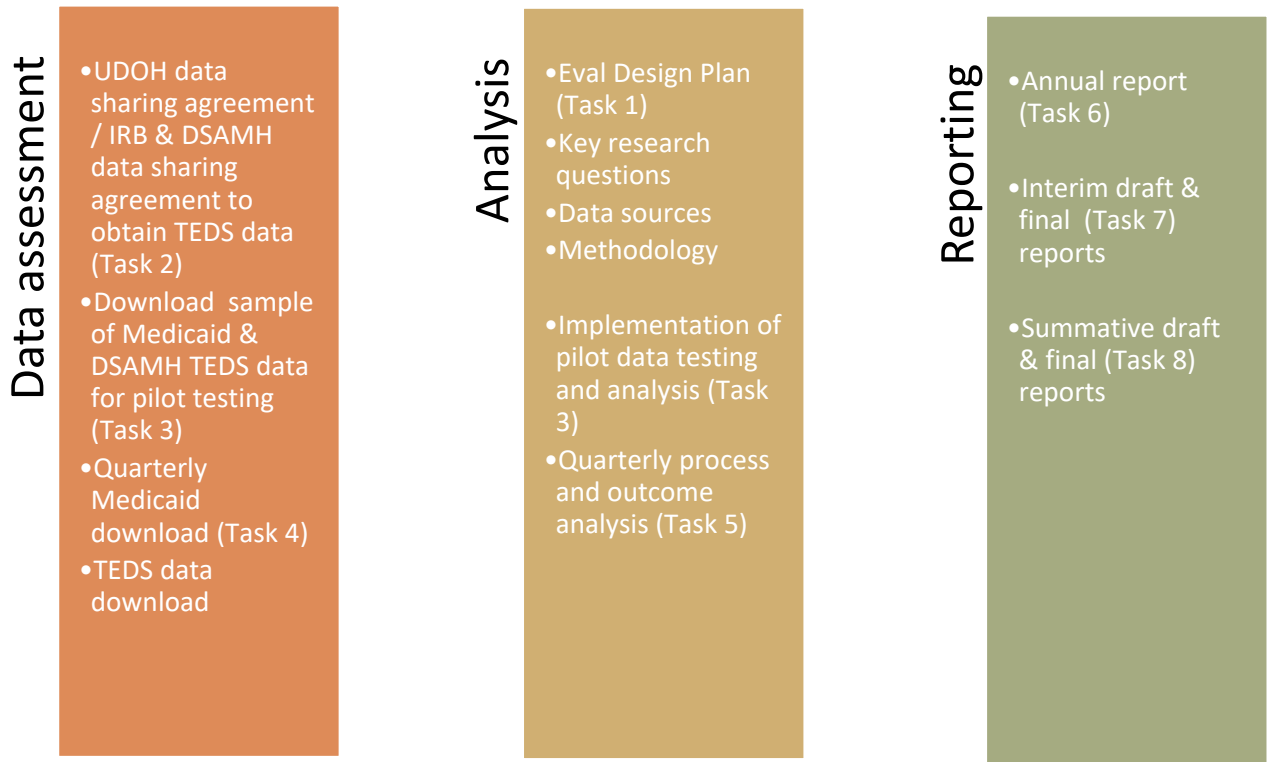 Data assessment
•UDOH data
sharing agreement
/ IRB & DSAMH
data sharing
agreement to
obtain TEDS data
(Task 2)
•Download  sample
of Medicaid &
DSAMH TEDS data
for pilot testing
(Task 3)
•Quarterly
Medicaid
download (Task 4)
•TEDS data
download
Analysis
•Eval Design Plan
(Task 1)
•Key research
questions
•Data sources
•Methodology
•Implementation of
pilot data testing
and analysis (Task
3)
•Quarterly process
and outcome
analysis (Task 5)
Reporting
•Annual report
(Task 6)
•Interim draft &
final  (Task 7)
reports
•Summative draft
& final (Task 8)
reports